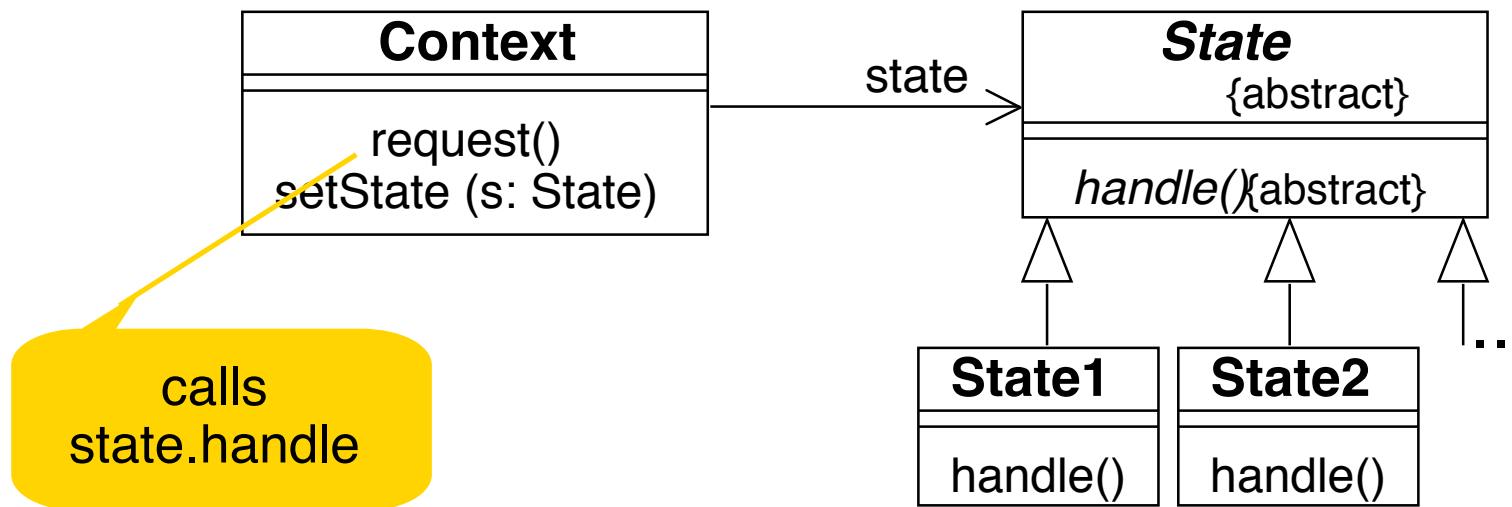 Context
request()
setState (s: State)
state
State
{abstract}
handle(){abstract}
calls
state.handle
State1
handle()
State2
handle()
..